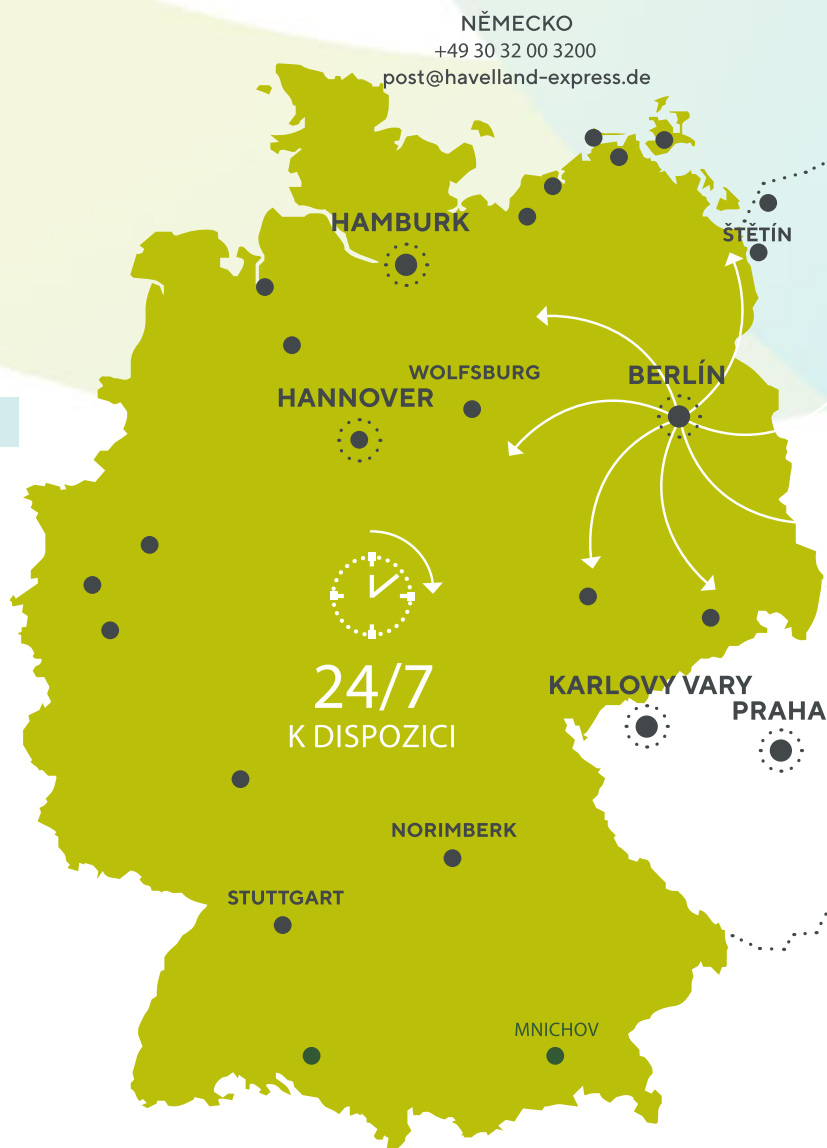 NĚMECKO
+49 30 32 00 3200
post@havelland-express.de
HAMBURK
ŠTĚTÍN
WOLFSBURG
BERLÍN
HANNOVER
24/7
K DISPOZICI
KARLOVY VARY
PRAHA
NORIMBERK
STUTTGART
MNICHOV